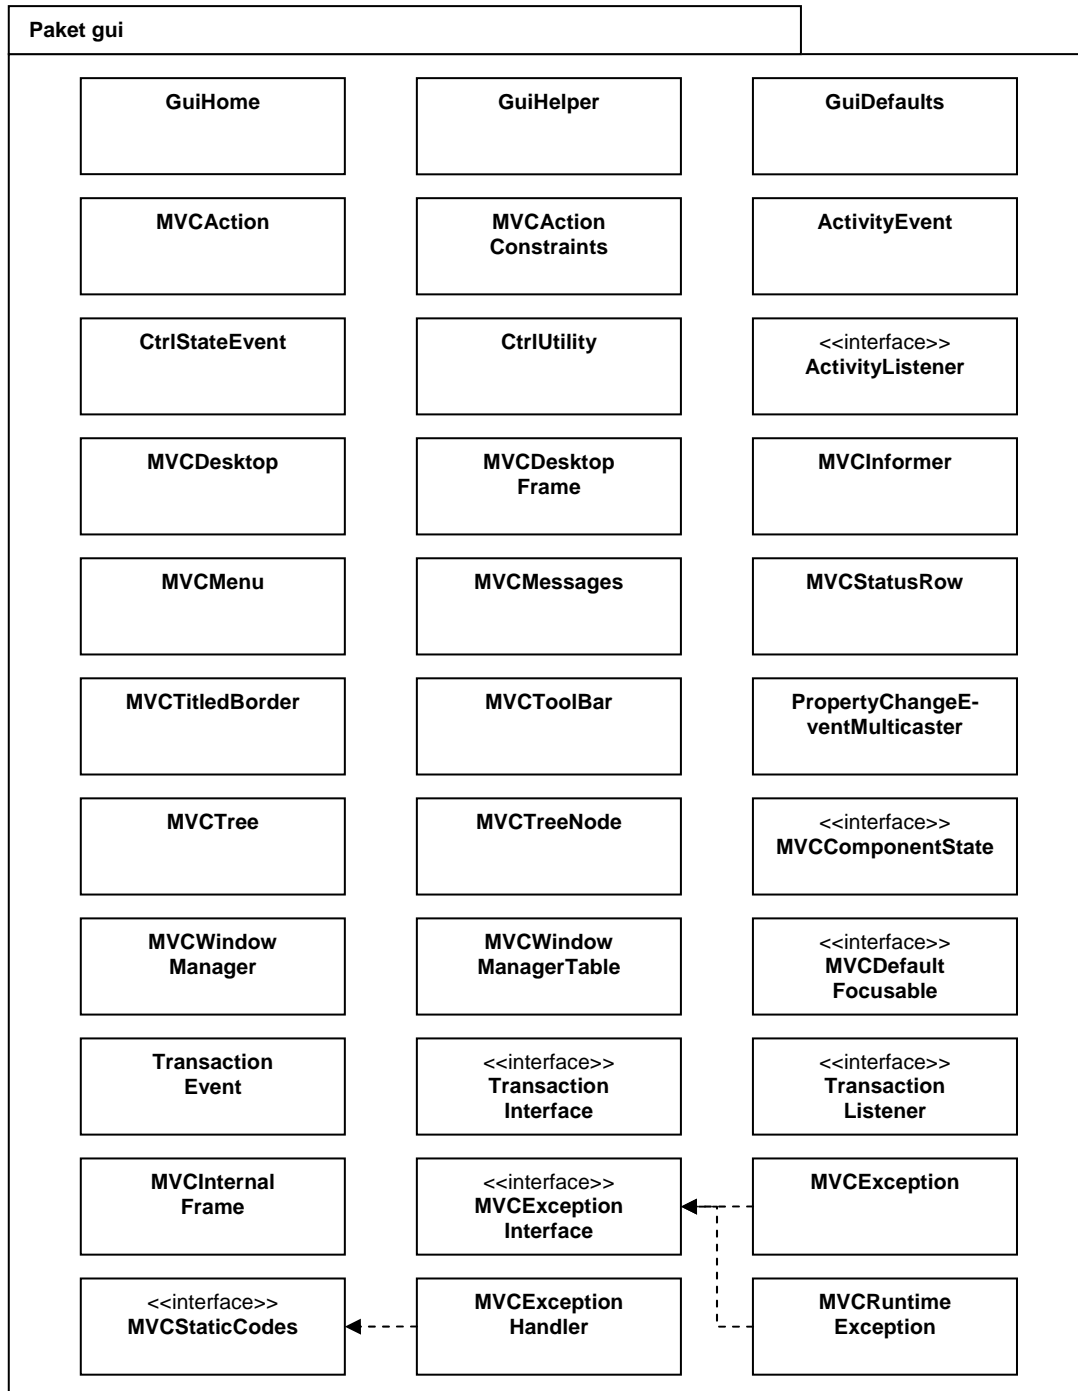 Paket gui
GuiHome
GuiHelper
GuiDefaults
MVCAction
MVCAction
Constraints
ActivityEvent
CtrlStateEvent
CtrlUtility
<<interface>>
ActivityListener
MVCDesktop
MVCDesktop
Frame
MVCInformer
MVCMenu
MVCMessages
MVCStatusRow
MVCTitledBorder
MVCToolBar
PropertyChangeE-
ventMulticaster
MVCTree
MVCTreeNode
<<interface>>
MVCComponentState
MVCWindow
Manager
MVCWindow
ManagerTable
<<interface>>
MVCDefault
Focusable
Transaction
Event
<<interface>>
Transaction
Interface
<<interface>>
Transaction
Listener
MVCInternal
Frame
<<interface>>
MVCException
Interface
MVCException
<<interface>>
MVCStaticCodes
MVCException
Handler
MVCRuntime
Exception